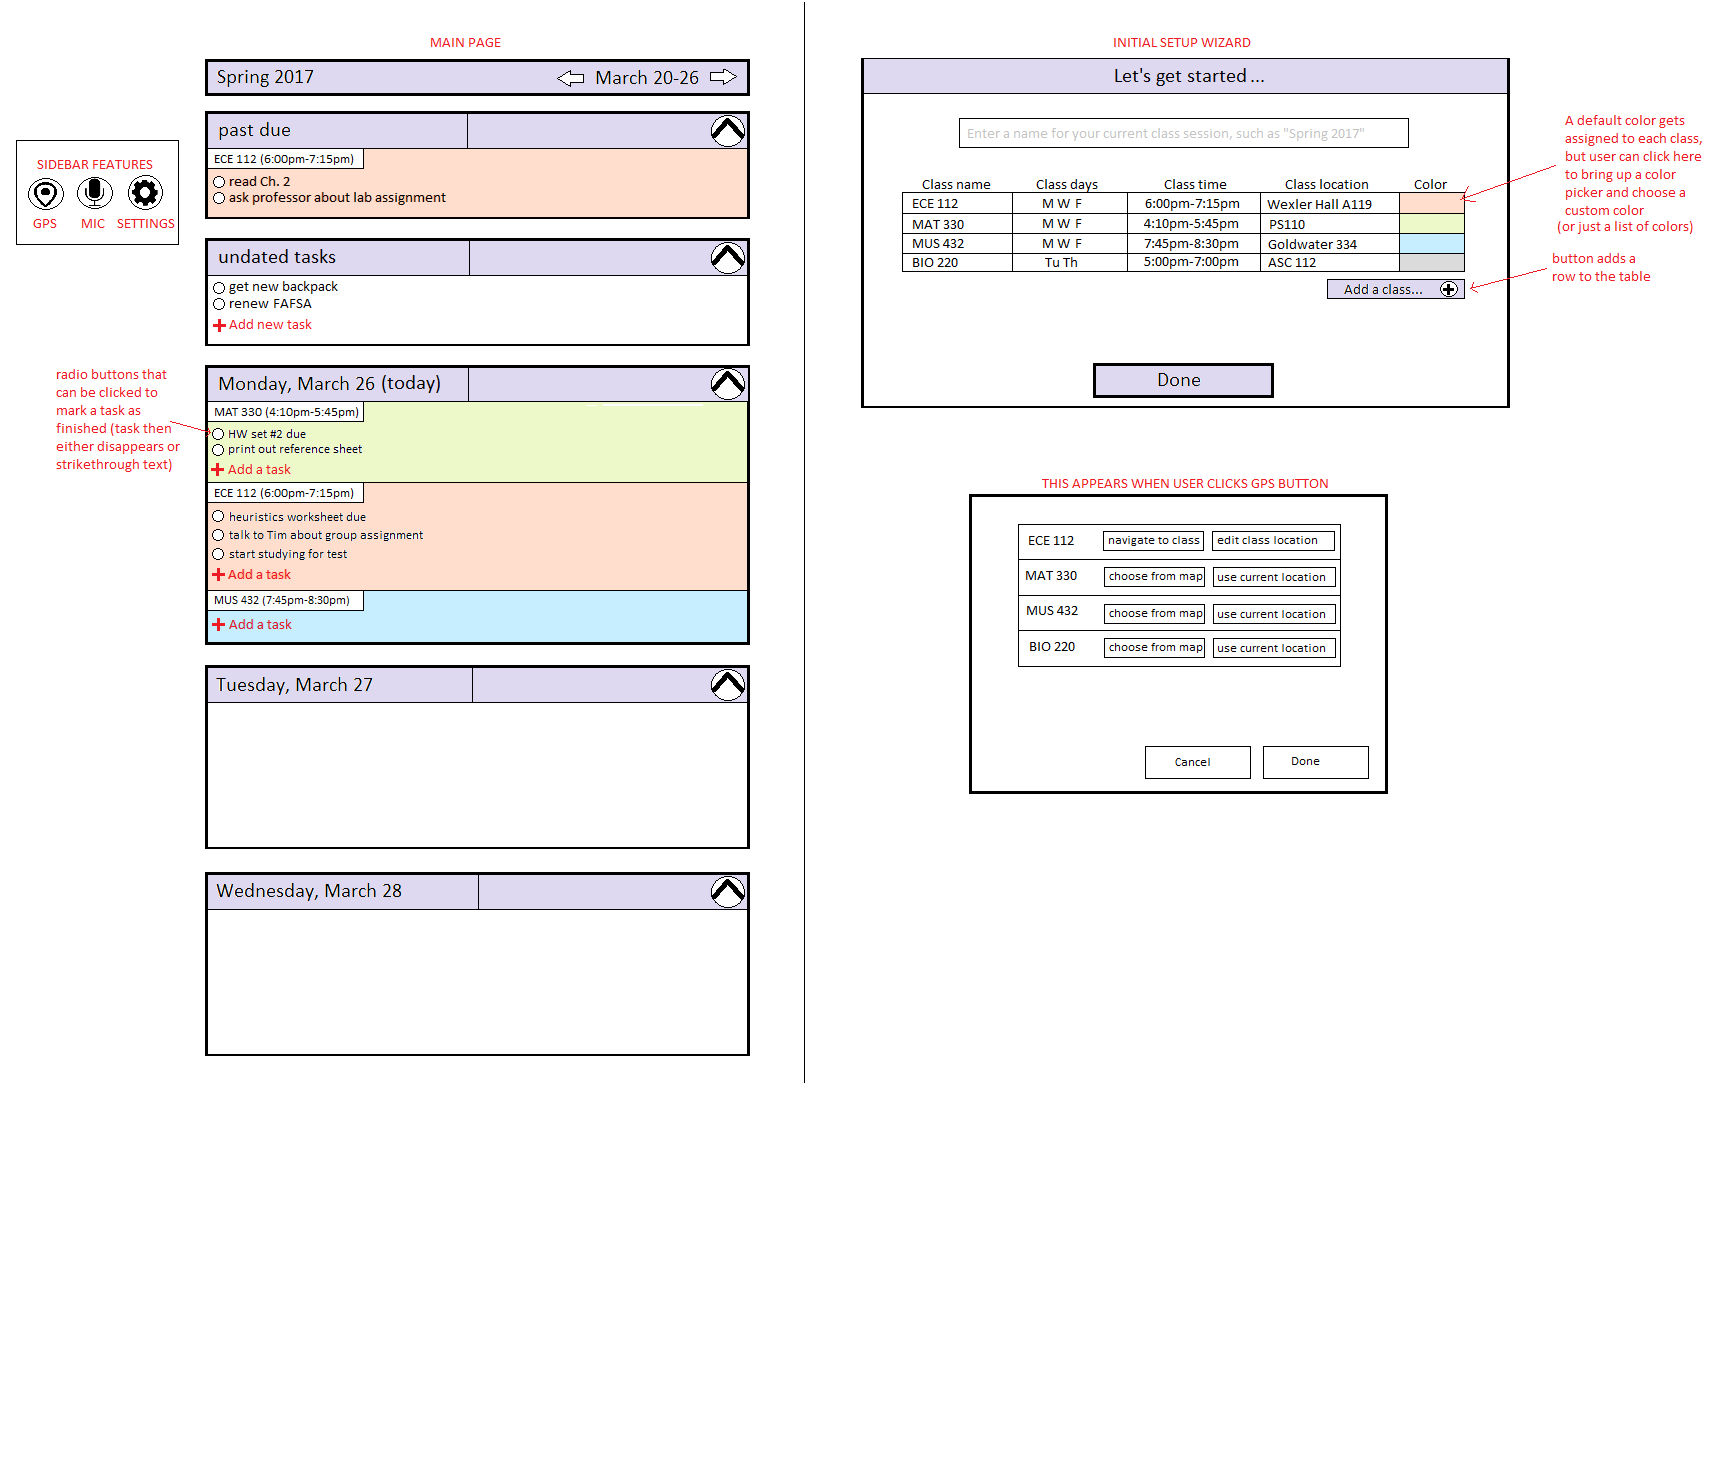 MAIN PAGE
Spring 2017
March 20-26
SIDEBAR FEATURES
GPS
MIC
SETTINGS
past due
ECE 112 (6:00pm-7:15pm)
read Ch. 2
ask professor about lab assignment
undated tasks
get new backpack
renew FAFSA
Add new task
radio buttons that
can be clicked to
mark a task as
finished (task then
either disappears or
strikethrough text)
Monday, March 26 (today)
MAT 330 (4:10pm-5:45pm)
HW set #2 due
print out reference sheet
Add a task
ECE 112 (6:00pm-7:15pm)
heuristics worksheet due
talk to Tim about group assignment
start studying for test
Add a task
MUS 432 (7:45pm-8:30pm)
Add a task
Tuesday, March 27
Wednesday, March 28
INITIAL SETUP WIZARD
Let's get started ...
Enter a name for your current class session, such as "Spring 2017"
Class name Class days Class time Class location Color
ECE 112 M W F 6:00pm-7:15pm Wexler Hall A119
MAT 330 M W F 4:10pm-5:45pm PS110
MUS 432 M W F 7:45pm-8:30pm Goldwater 334
BIO 220 Tu Th 5:00pm-7:00pm ASC 112
Add a class...
Done
A default color gets
assigned to each class,
but user can click here
to bring up a color
picker and choose a
custom color
(or just a list of colors)
button adds a
row to the table
THIS APPEARS WHEN USER CLICKS GPS BUTTON
ECE 112 navigate to class edit class location
MAT 330 choose from map use current location
MUS 432 choose from map use current location
BIO 220 choose from map use current location
Cancel
Done